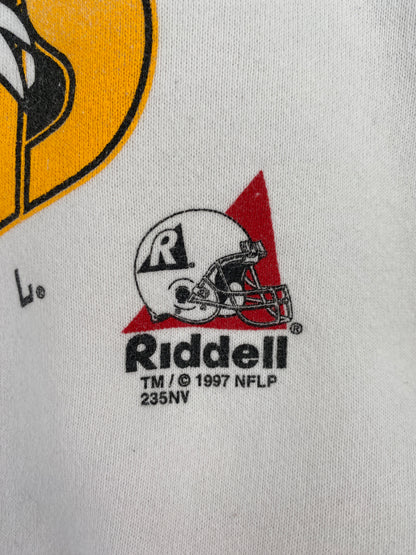 L®
R
Riddell®
TM / © 1997 NFLP
235NV